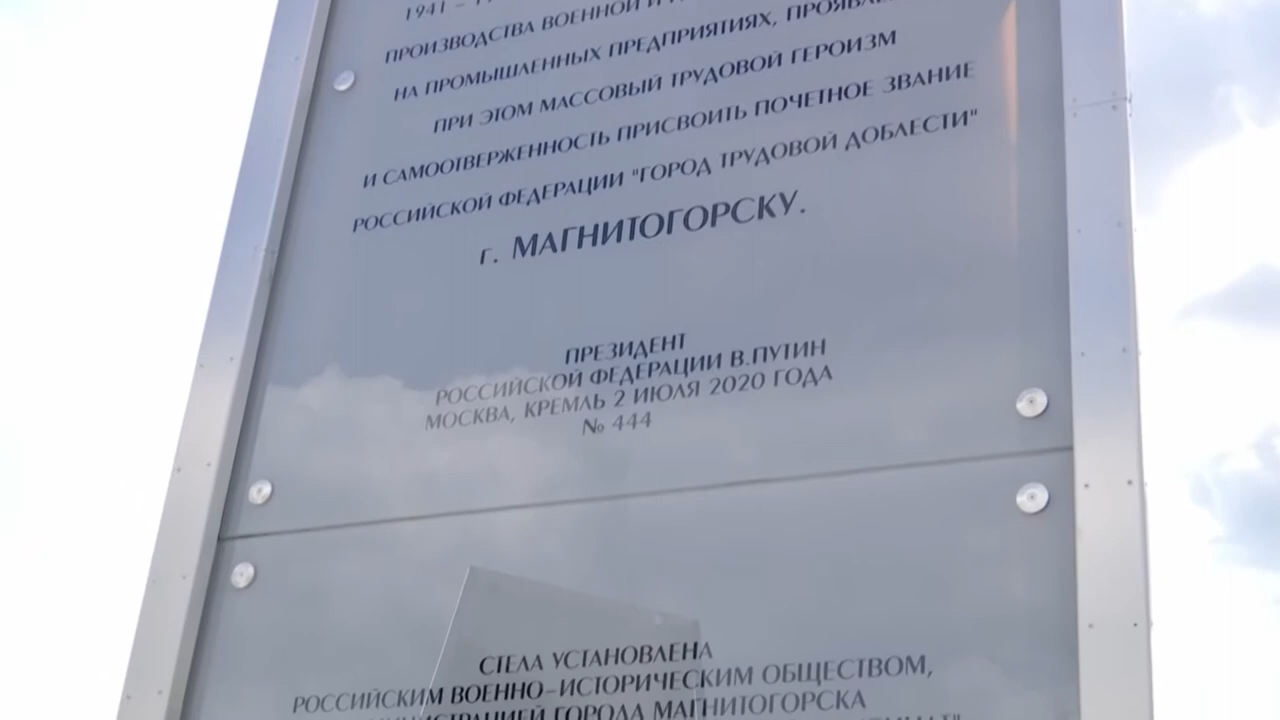 1941 –
ПРОИЗВОДСТВА ВОЕННОЙ И
НА ПРОМЫШЛЕННЫХ ПРЕДПРИЯТИЯХ,
ПРИ ЭТОМ МАССОВЫЙ ТРУДОВОЙ ГЕРОИЗМ
И САМООТВЕРЖЕННОСТЬ ПРИСВОИТЬ ПОЧЕТНОЕ ЗВАНИЕ
РОССИЙСКОЙ ФЕДЕРАЦИИ "ГОРОД ТРУДОВОЙ ДОБЛЕСТИ"
г. МАГНИТОГОРСКУ.
ПРЕЗИДЕНТ
РОССИЙСКОЙ ФЕДЕРАЦИИ В.ПУТИН
МОСКВА, КРЕМЛЬ 2 ИЮЛЯ 2020 ГОДА
№ 444
СТЕЛА УСТАНОВЛЕНА
РОССИЙСКИМ ВОЕННО-ИСТОРИЧЕСКИМ ОБЩЕСТВОМ,
ГОРОДА МАГНИТОГОРСКА